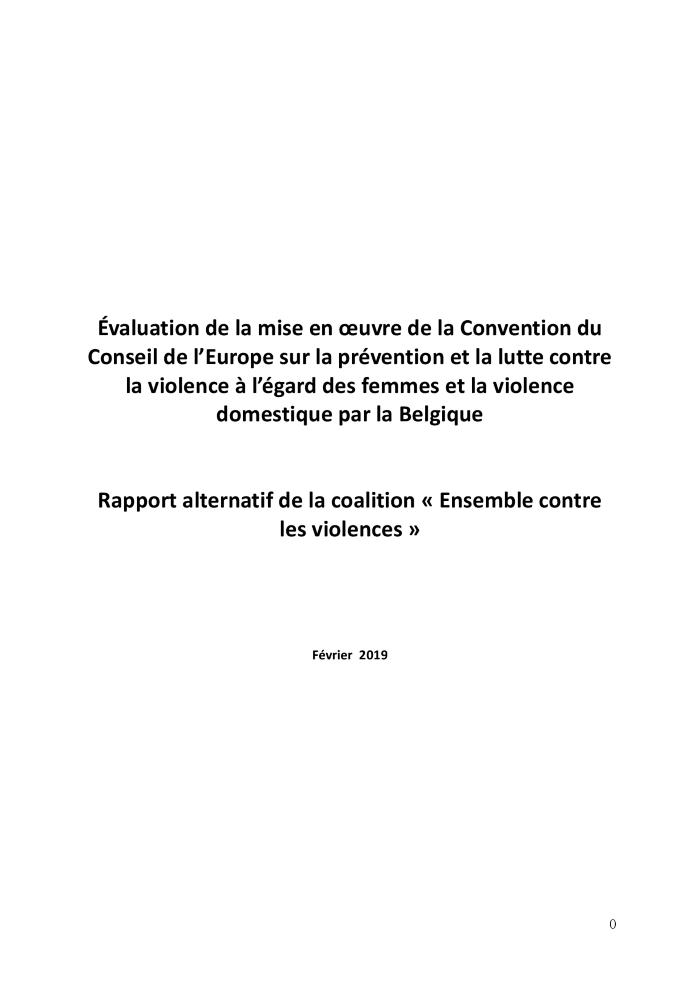 Évaluation de la mise en œuvre de la Convention du
Conseil de l’Europe sur la prévention et la lutte contre
la violence à l’égard des femmes et la violence
domestique par la Belgique
Rapport alternatif de la coalition « Ensemble contre
les violences »
Février 2019
0